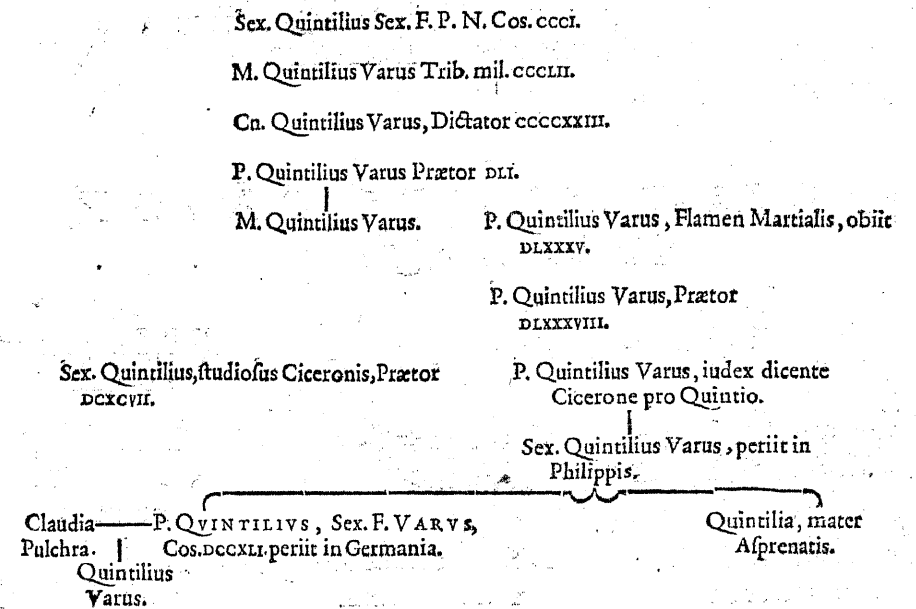 Sex. Quintilius Sex. F. P. N. Cos. CCCI.
M. Quintilius Varus Trib. mil. CCCLII.
Cn. Quintilius Varus, Dictator CCCCXXIII.
P. Quintilius Varus Prætor DLI.
M. Quintilius Varus.
P. Quintilius Varus, Flamen Martialis, obiit
DLXXXV.
P. Quintilius Varus, Prætor
DLXXXVIII.
Sex. Quintilius, ſtudioſus Ciceronis, Prætor
DCXCVII.
P. Quintilius Varus, iudex dicente
Cicerone pro Quintio.
Sex. Quintilius Varus, periit in
Philippis.
Claudia
Pulchra.
P. QVINTILIVS, Sex. F. VARVS,
Cos. DCCXLI. periit in Germania.
Quintilia, mater
Aſprenatis.
Quintilius
Varus.